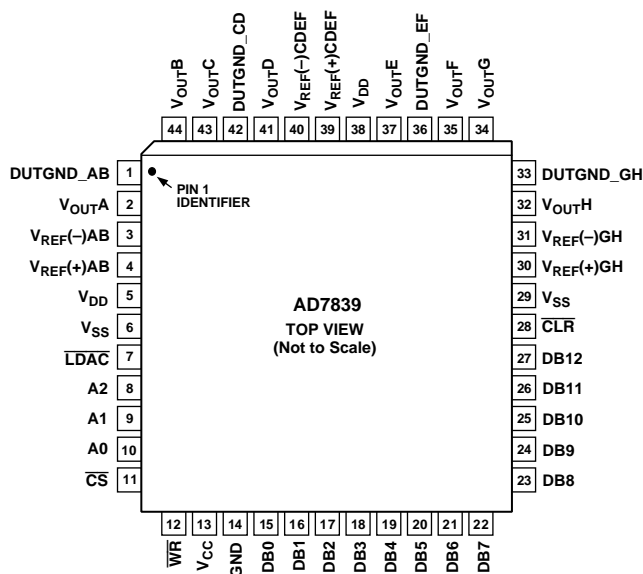 VOUTB
VOUTC
DUTGND_CD
VOUTD
VREF(–)CDEF
VREF(+)CDEF
VDD
VOUTE
DUTGND_EF
VOUTF
VOUTG
44 43 42 41 40 39 38 37 36 35 34
DUTGND_AB 1
VOUTA 2
VREF(–)AB 3
VREF(+)AB 4
VDD 5
VSS 6
L̅D̅A̅C̅ 7
A2 8
A1 9
A0 10
C̅S̅ 11
PIN 1
IDENTIFIER
AD7839
TOP VIEW
(Not to Scale)
33 DUTGND_GH
32 VOUTH
31 VREF(–)GH
30 VREF(+)GH
29 VSS
28 C̅L̅R̅
27 DB12
26 DB11
25 DB10
24 DB9
23 DB8
12 13 14 15 16 17 18 19 20 21 22
W̅R̅
VCC
GND
DB0
DB1
DB2
DB3
DB4
DB5
DB6
DB7